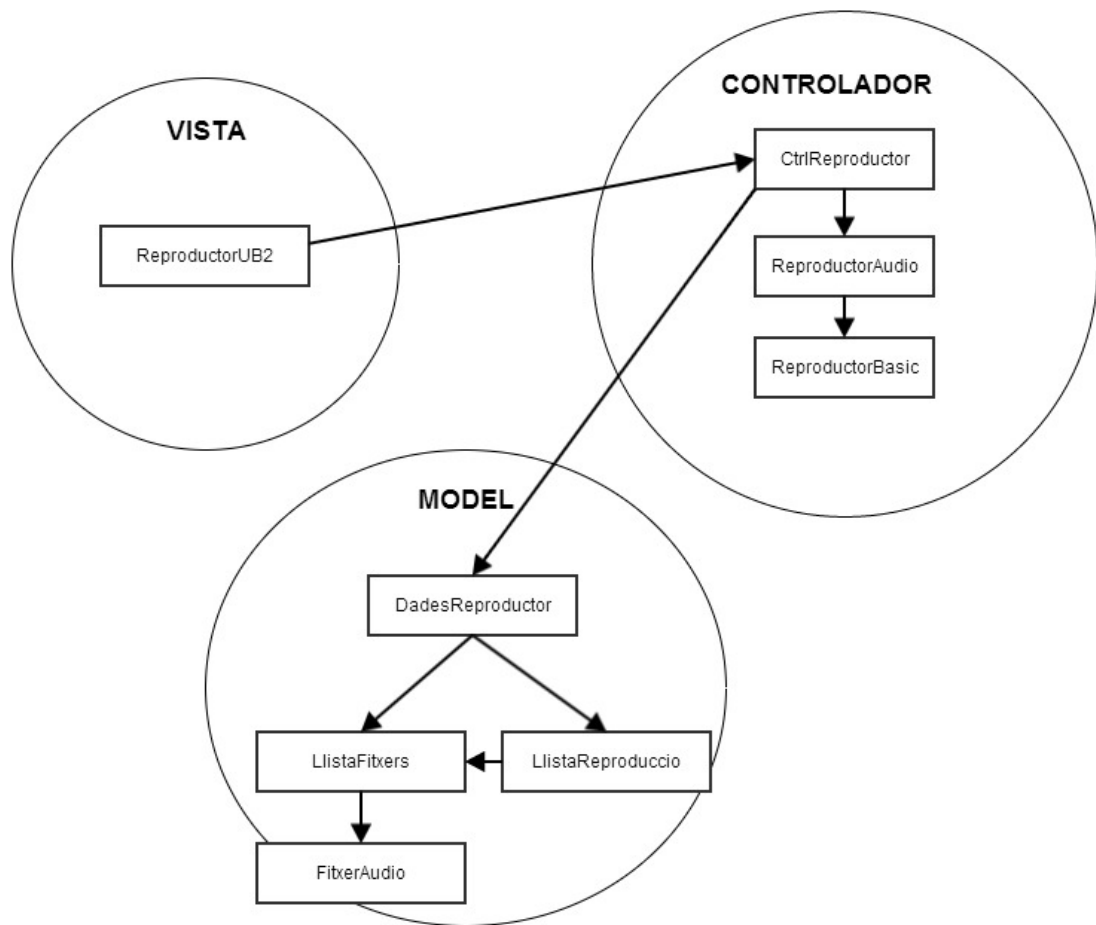 VISTA
ReproductorUB2
CONTROLADOR
CtrlReproductor
ReproductorAudio
ReproductorBasic
MODEL
DadesReproductor
LlistaFitxers
LlistaReproduccio
FitxerAudio